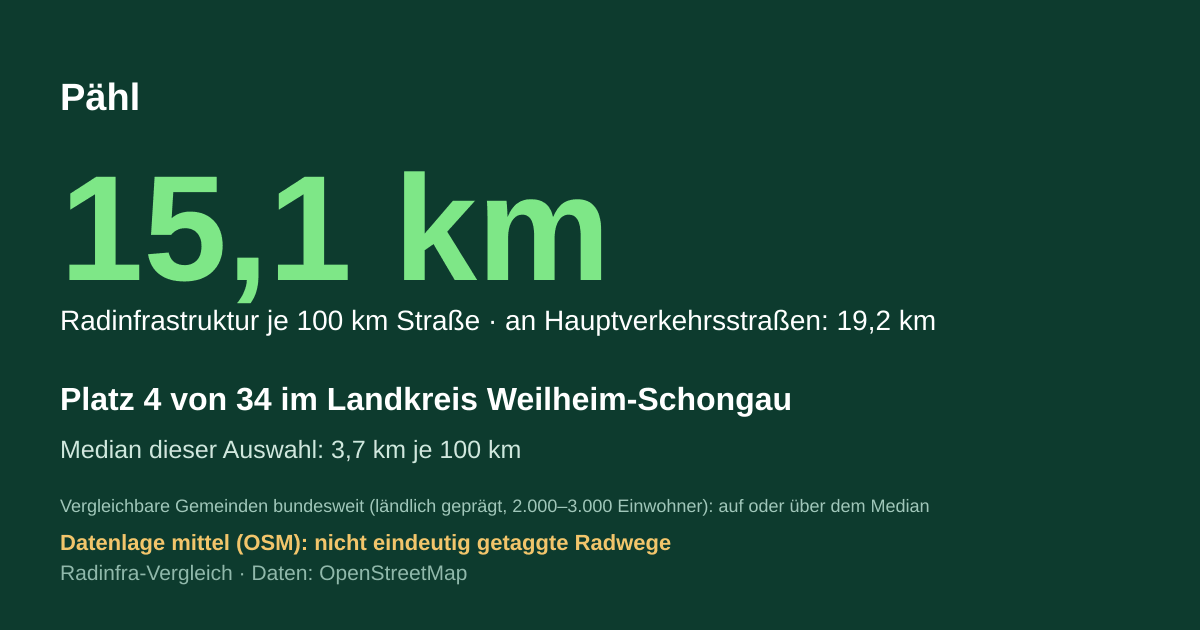 Pähl
15,1 km
Radinfrastruktur je 100 km Straße · an Hauptverkehrsstraßen: 19,2 km
Platz 4 von 34 im Landkreis Weilheim-Schongau
Median dieser Auswahl: 3,7 km je 100 km
Vergleichbare Gemeinden bundesweit (ländlich geprägt, 2.000–3.000 Einwohner): auf oder über dem Median
Datenlage mittel (OSM): nicht eindeutig getaggte Radwege
Radinfra-Vergleich · Daten: OpenStreetMap